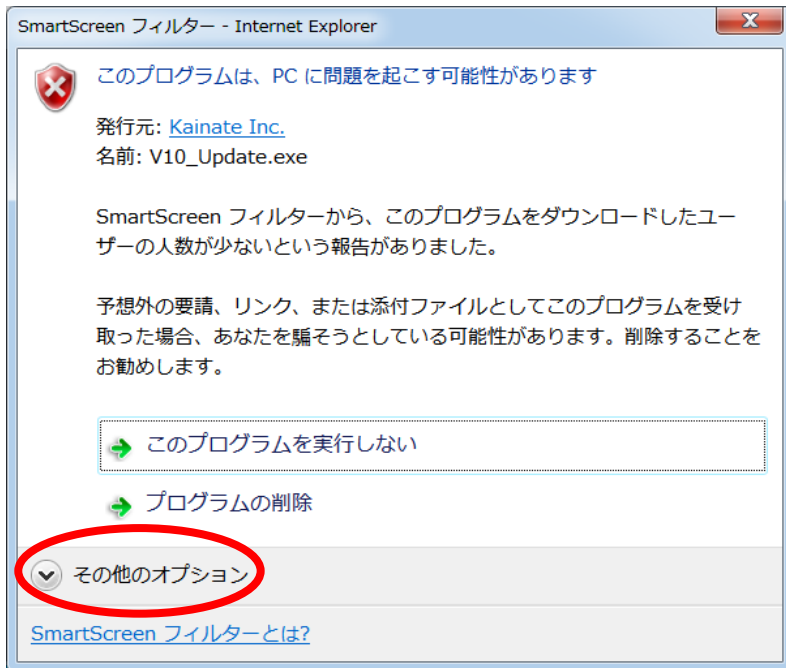 SmartScreen フィルター - Internet Explorer
このプログラムは、PC に問題を起こす可能性があります
発行元: Kainate Inc.
名前: V10_Update.exe
SmartScreen フィルターから、このプログラムをダウンロードしたユー
ザーの人数が少ないという報告がありました。
予想外の要請、リンク、または添付ファイルとしてこのプログラムを受け
取った場合、あなたを騙そうとしている可能性があります。削除することを
お勧めします。
このプログラムを実行しない
プログラムの削除
その他のオプション
SmartScreen フィルターとは?